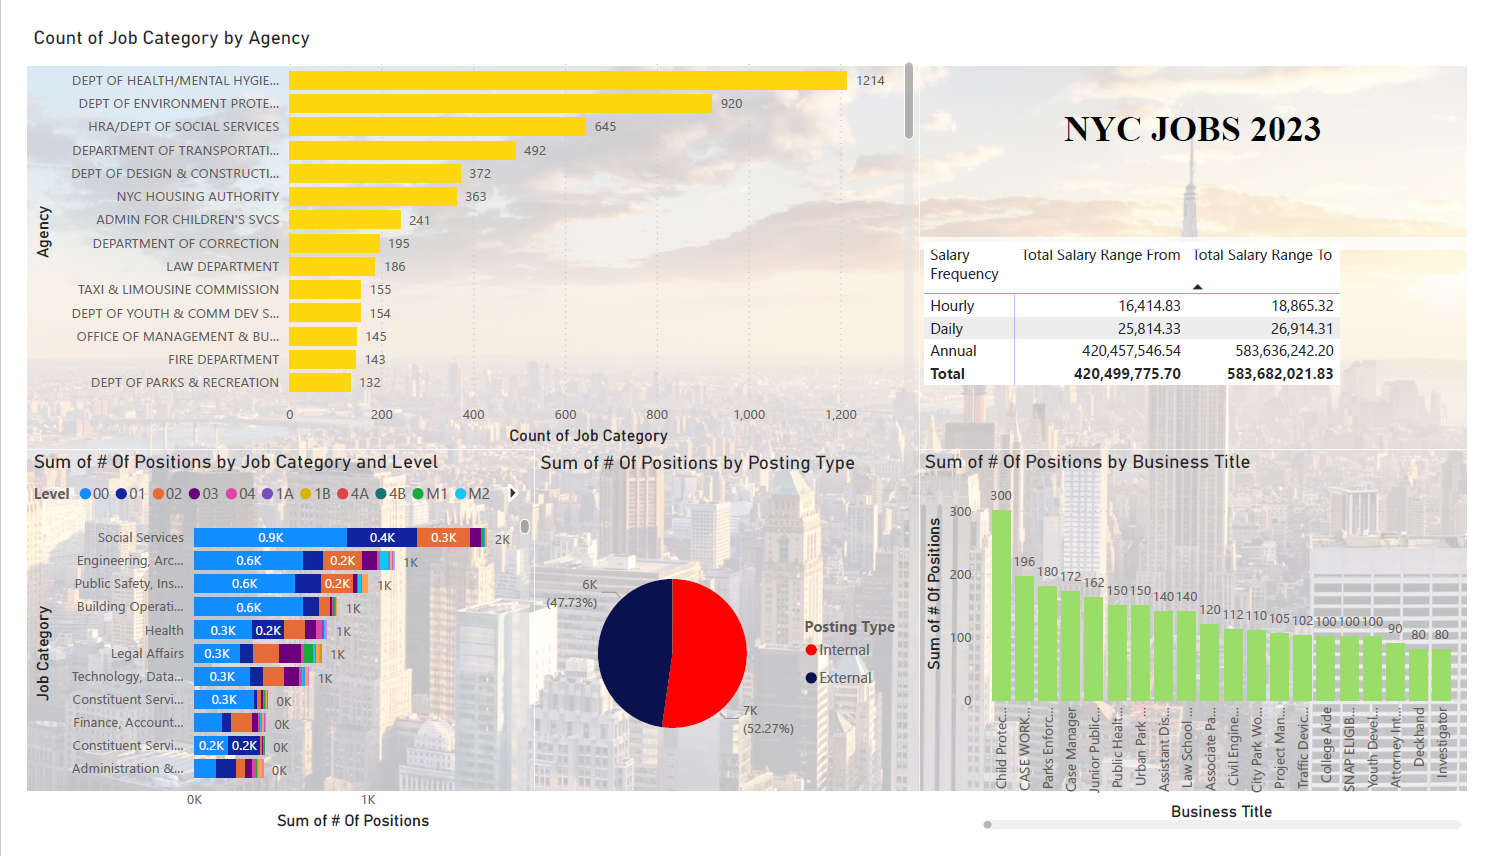 Count of Job Category by Agency
DEPT OF HEALTH/MENTAL HYGIE...
1214
DEPT OF ENVIRONMENT PROTE...
920
HRA/DEPT OF SOCIAL SERVICES
645
DEPARTMENT OF TRANSPORTATI...
492
DEPT OF DESIGN & CONSTRUCTI...
372
NYC HOUSING AUTHORITY
363
ADMIN FOR CHILDREN'S SVCS
241
DEPARTMENT OF CORRECTION
195
LAW DEPARTMENT
186
TAXI & LIMOUSINE COMMISSION
155
DEPT OF YOUTH & COMM DEV S...
154
OFFICE OF MANAGEMENT & BU...
145
FIRE DEPARTMENT
143
DEPT OF PARKS & RECREATION
132
Agency
0 200 400 600 800 1,000 1,200
Count of Job Category
NYC JOBS 2023
Salary Frequency Total Salary Range From Total Salary Range To
Hourly 16,414.83 18,865.32
Daily 25,814.33 26,914.31
Annual 420,457,546.54 583,636,242.20
Total 420,499,775.70 583,682,021.83
Sum of # Of Positions by Job Category and Level
Level 00 01 02 03 04 1A 1B 4A 4B M1 M2
Social Services 0.9K 0.4K 0.3K 2K
Engineering, Arc... 0.6K 0.2K 1K
Public Safety, Ins... 0.6K 0.2K 1K
Building Operati... 0.6K 1K
Health 0.3K 0.2K 1K
Legal Affairs 0.3K 1K
Technology, Data... 0.3K 1K
Constituent Servi... 0.3K 0K
Finance, Account... 0K
Constituent Servi... 0.2K 0.2K 0K
Administration &... 0K
Job Category
0K 1K
Sum of # Of Positions
Sum of # Of Positions by Posting Type
6K
(47.73%)
7K
(52.27%)
Posting Type
Internal
External
Sum of # Of Positions by Business Title
Sum of # Of Positions
300
200
100
0
300 196 180 172 162 150 150 140 140 120 112 110 105 102 100 100 100 90 80 80
Child Protec...
CASE WORK...
Parks Enforc...
Case Manager
Junior Public...
Public Healt...
Urban Park ...
Assistant Dis...
Law School ...
Associate Pa...
Civil Engine...
City Park Wo...
Project Man...
Traffic Devic...
College Aide
SNAP ELIGIB...
Youth Devel...
Attorney Int...
Deckhand
Investigator
Business Title